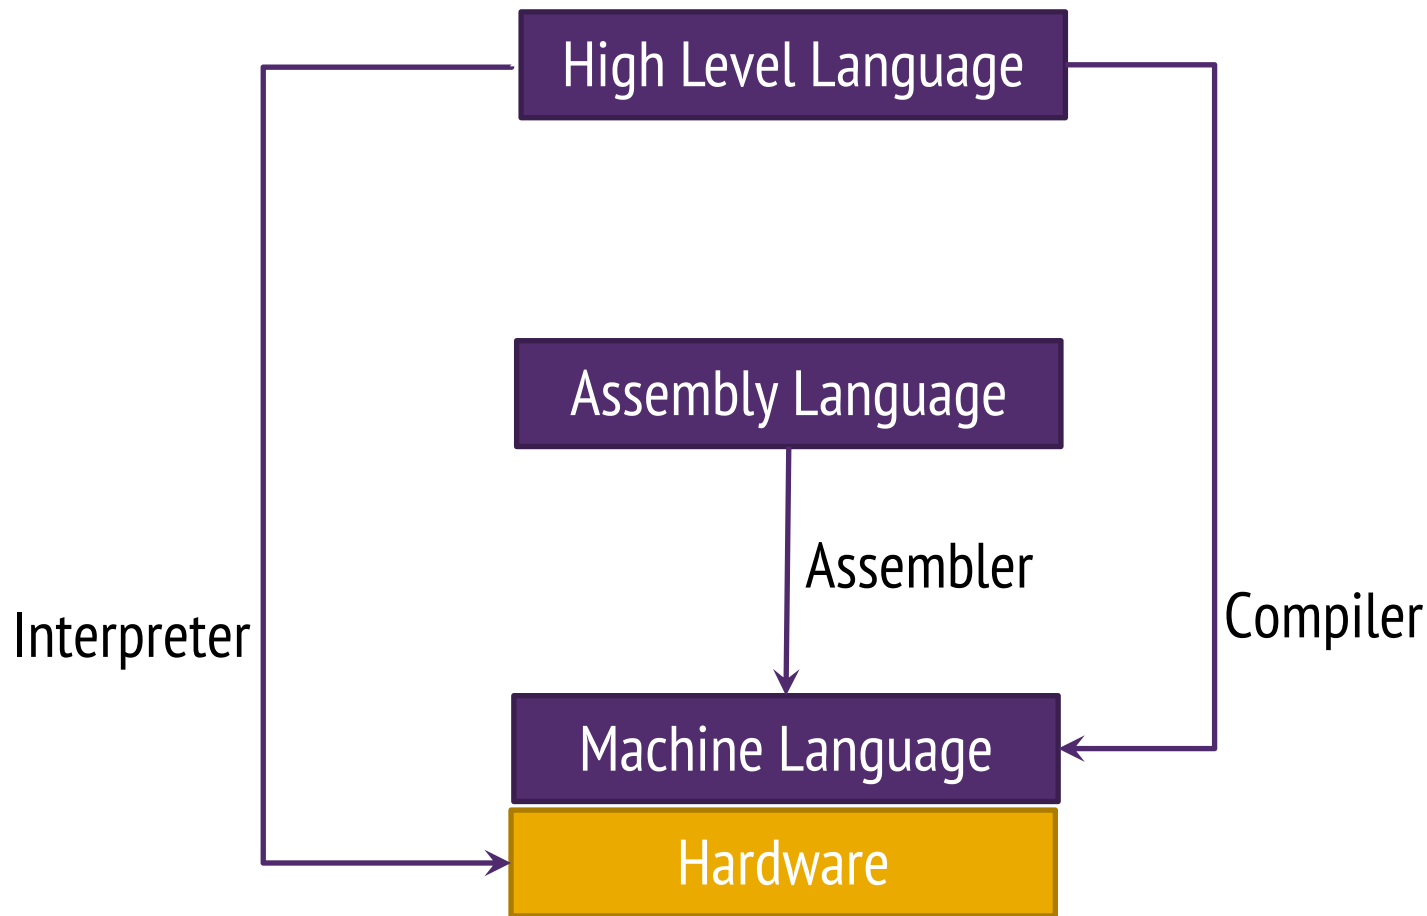 High Level Language
Assembly Language
Assembler
Compiler
Interpreter
Machine Language
Hardware